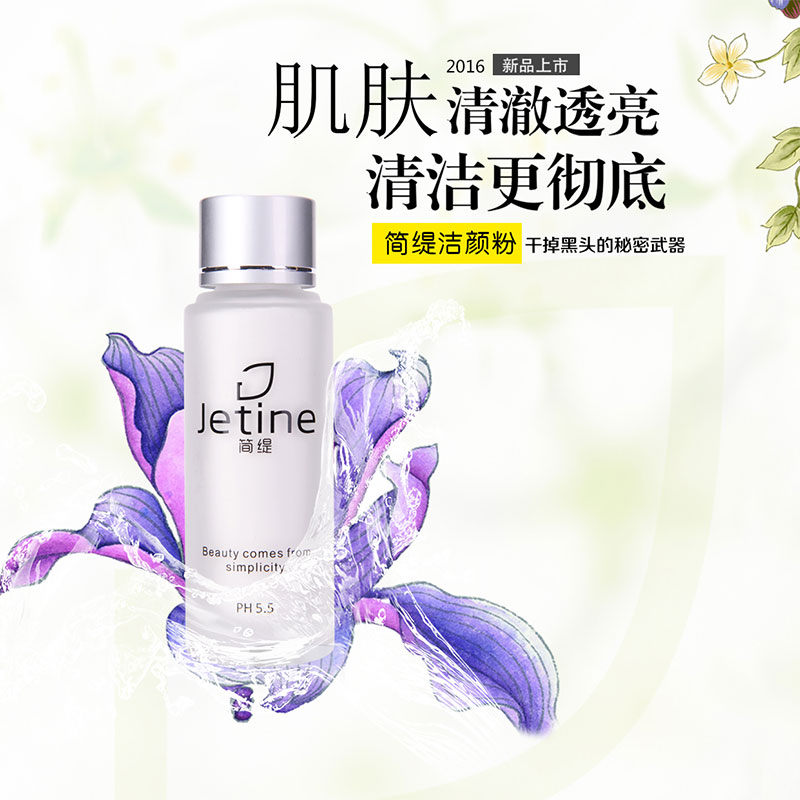 2016 新品上市
肌肤清澈透亮
清洁更彻底
简缇洁颜粉 干掉黑头的秘密武器
Jetine
简缇
Beauty comes from
simplicity
PH 5.5